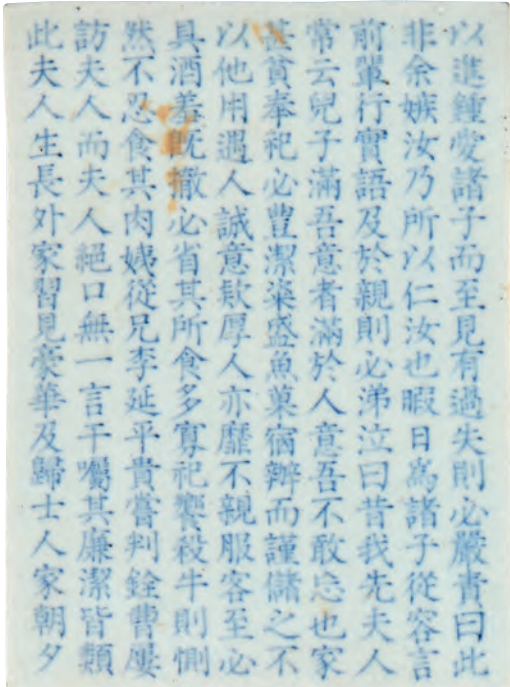 以進鍾愛諸子而至見有過失則必嚴責曰此
非余嫉汝乃所以仁汝也暇日爲諸子從容言
前輩行實語及於親則必涕泣曰昔我先夫人
常云兒子滿吾意者滿於人意吾不敢忘也家
甚貧奉祀必豊潔粢盛魚菓宿辦而謹儲之不
以他用遇人誠意欵厚人亦靡不親服客至必
具酒羞既撤必省其所食多寡祀饗殺牛則惻
然不忍食其肉姨從兄李延平貴嘗判銓曹屢
訪夫人而夫人絕口無一言干囑其廉潔皆類
此夫人生長外家習見豪華及歸士人家朝夕